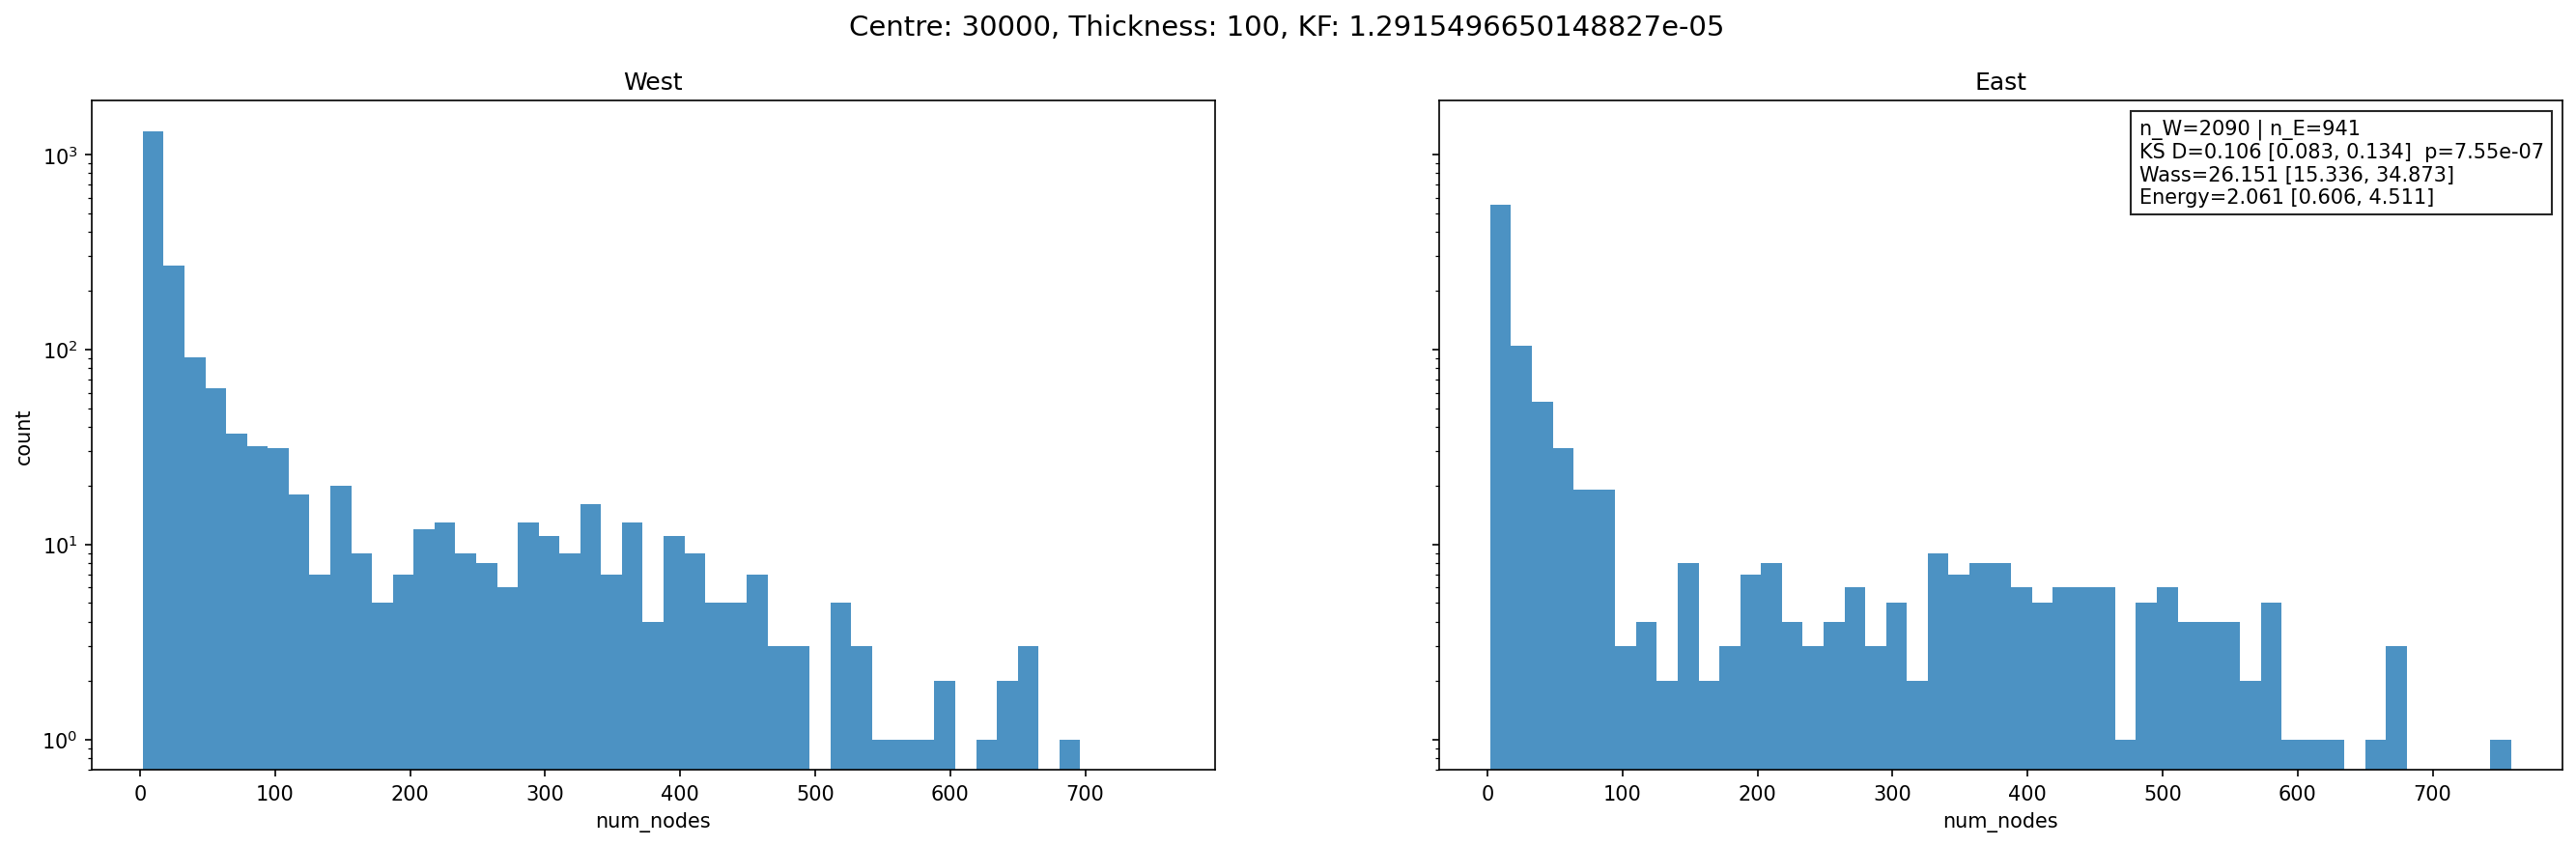 Centre: 30000, Thickness: 100, KF: 1.2915496650148827e-05
West
10³
10²
10¹
10⁰
count
0 100 200 300 400 500 600 700
num_nodes
East
n_W=2090 | n_E=941
KS D=0.106 [0.083, 0.134]  p=7.55e-07
Wass=26.151 [15.336, 34.873]
Energy=2.061 [0.606, 4.511]
0 100 200 300 400 500 600 700
num_nodes